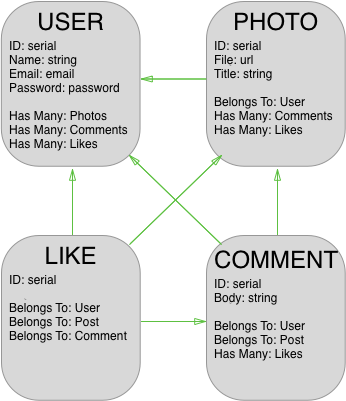 USER
ID: serial
Name: string
Email: email
Password: password
Has Many: Photos
Has Many: Comments
Has Many: Likes
PHOTO
ID: serial
File: url
Title: string
Belongs To: User
Has Many: Comments
Has Many: Likes
LIKE
ID: serial
Belongs To: User
Belongs To: Post
Belongs To: Comment
COMMENT
ID: serial
Body: string
Belongs To: User
Belongs To: Post
Has Many: Likes